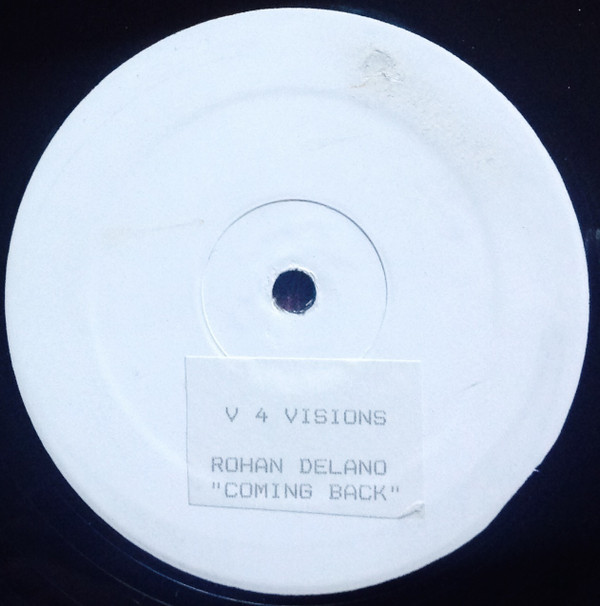 V 4 VISIONS
ROHAN DELANO
"COMING BACK"